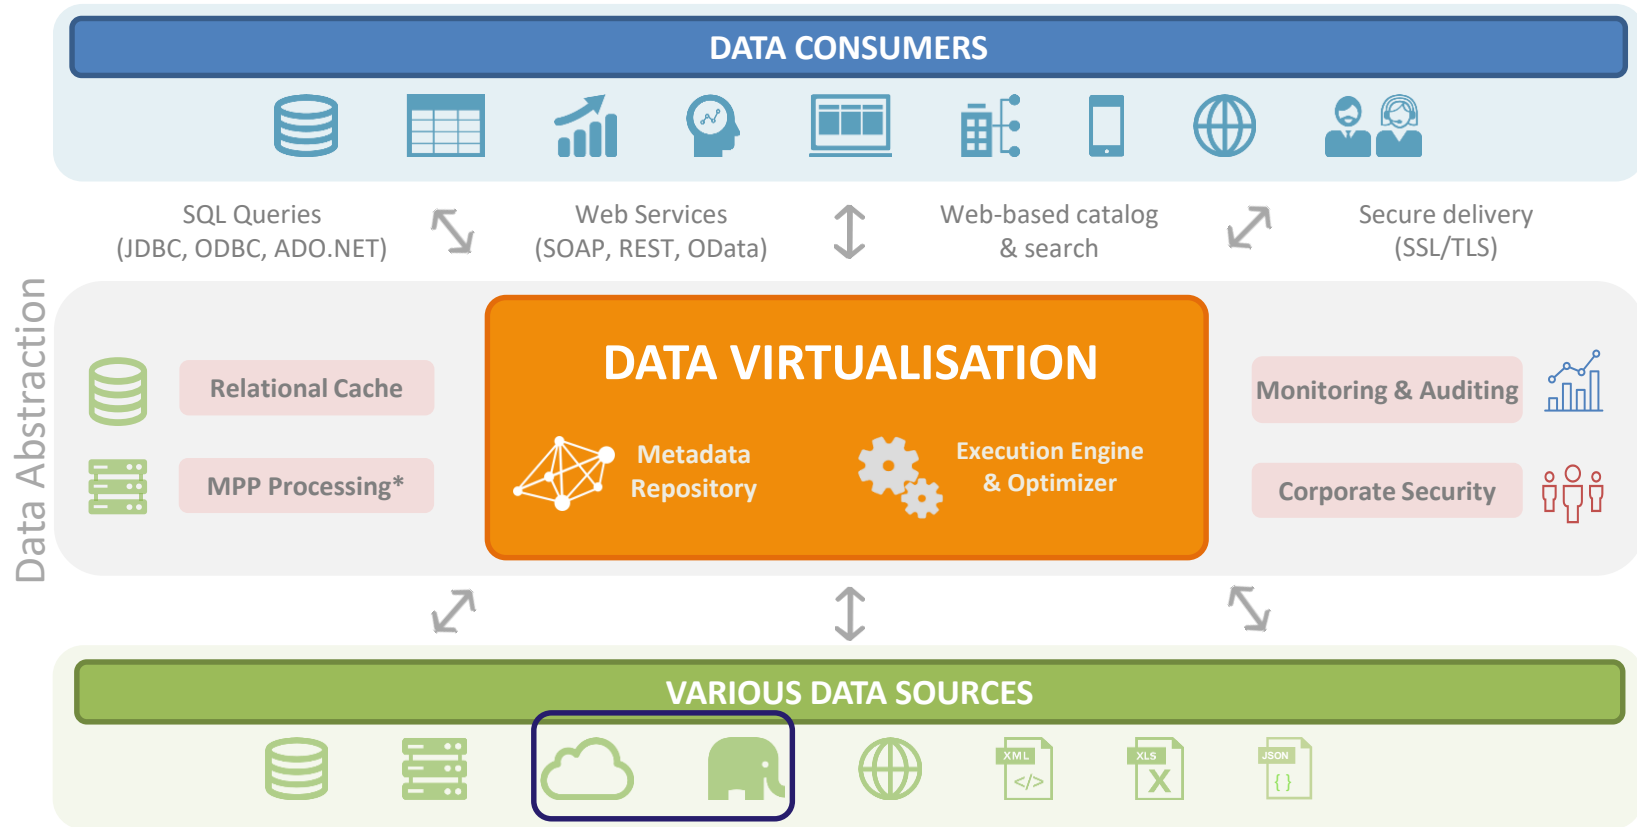 DATA CONSUMERS
SQL Queries
(JDBC, ODBC, ADO.NET)
Web Services
(SOAP, REST, OData)
Web-based catalog
& search
Secure delivery
(SSL/TLS)
Data Abstraction
Relational Cache
MPP Processing*
DATA VIRTUALISATION
Metadada
Repository
Execution Engine
& Optimizer
Monitoring & Auditing
Corporate Security
VARIOUS DATA SOURCES
XML
</>
XLS
X
JSON
{ }